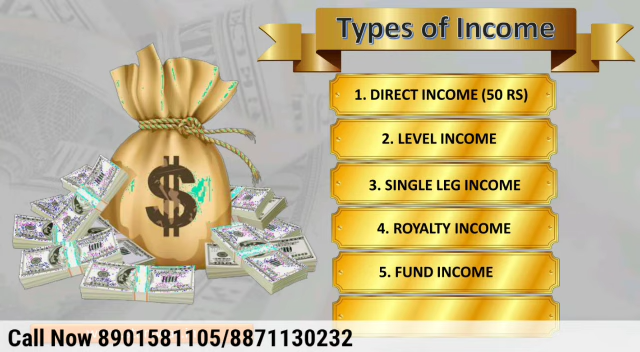 Types of Income
1. DIRECT INCOME (50 RS)
2. LEVEL INCOME
3. SINGLE LEG INCOME
4. ROYALTY INCOME
5. FUND INCOME
$
100
Call Now 8901581105/8871130232